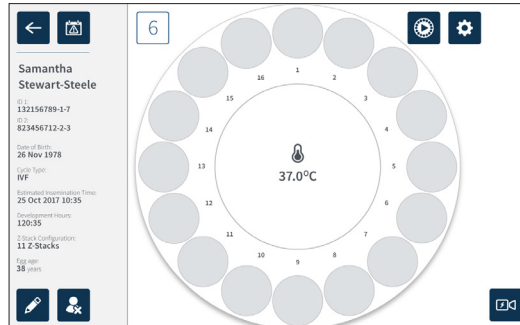 Samantha
Stewart-Steele
ID 1:
132156789-1-7
ID 2:
823456712-2-3
Date of Birth:
26 Nov 1978
Cycle Type:
IVF
Estimated Insemination Time:
25 Oct 2017 10:35
Development Hours:
120:35
Z-Stack Configuration:
11 Z-Stacks
Egg age:
38 years
6
1
2
3
4
5
6
7
8
9
10
11
12
13
14
15
16
37.0°C